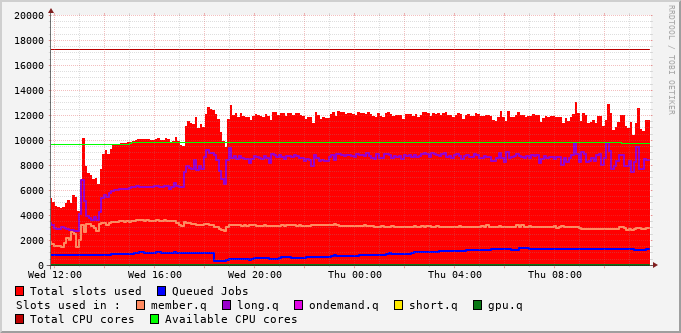 20000
18000
16000
14000
12000
10000
8000
6000
4000
2000
0
Wed 12:00 Wed 16:00 Wed 20:00 Thu 00:00 Thu 04:00 Thu 08:00
Total slots used Queued Jobs
Slots used in : member.q long.q ondemand.q short.q gpu.q
Total CPU cores Available CPU cores
RRDTOOL / TOBI OETIKER